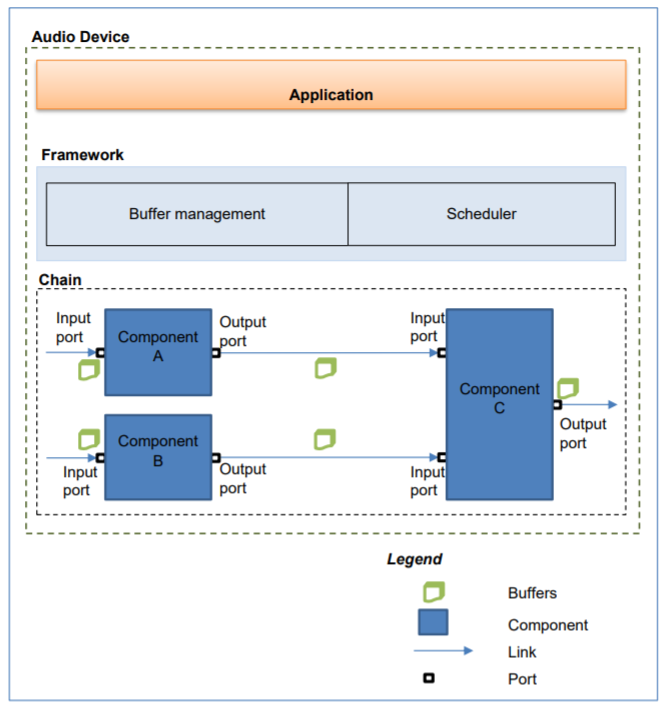 Audio Device
Application
Framework
Buffer management
Scheduler
Chain
Input
port
Component
A
Output
port
Input
port
Component
B
Input
port
Output
port
Input
port
Component
C
Output
port
Legend
Buffers
Component
Link
Port